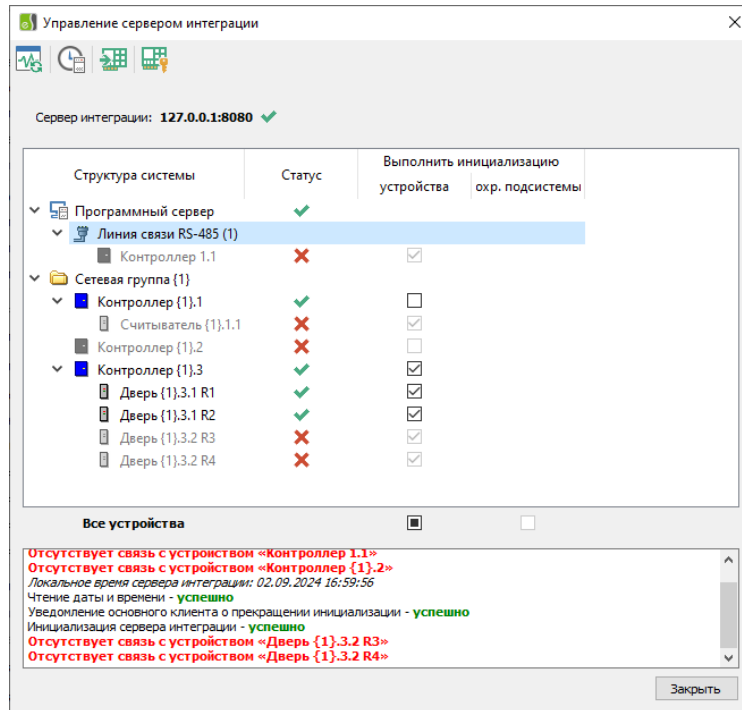 Управление сервером интеграции
Сервер интеграции: 127.0.0.1:8080
Структура системы
Статус
Выполнить инициализацию
устройства
охр. подсистемы
Программный сервер
Линия связи RS-485 (1)
Контроллер 1.1
Сетевая группа {1}
Контроллер {1}.1
Считыватель {1}.1.1
Контроллер {1}.2
Контроллер {1}.3
Дверь {1}.3.1 R1
Дверь {1}.3.1 R2
Дверь {1}.3.2 R3
Дверь {1}.3.2 R4
Все устройства
Отсутствует связь с устройством «Контроллер 1.1»
Отсутствует связь с устройством «Контроллер {1}.2»
Локальное время сервера интеграции: 02.09.2024 16:59:56
Чтение даты и времени - успешно
Уведомление основного клиента о прекращении инициализации - успешно
Инициализация сервера интеграции - успешно
Отсутствует связь с устройством «Дверь {1}.3.2 R3»
Отсутствует связь с устройством «Дверь {1}.3.2 R4»
Закрыть